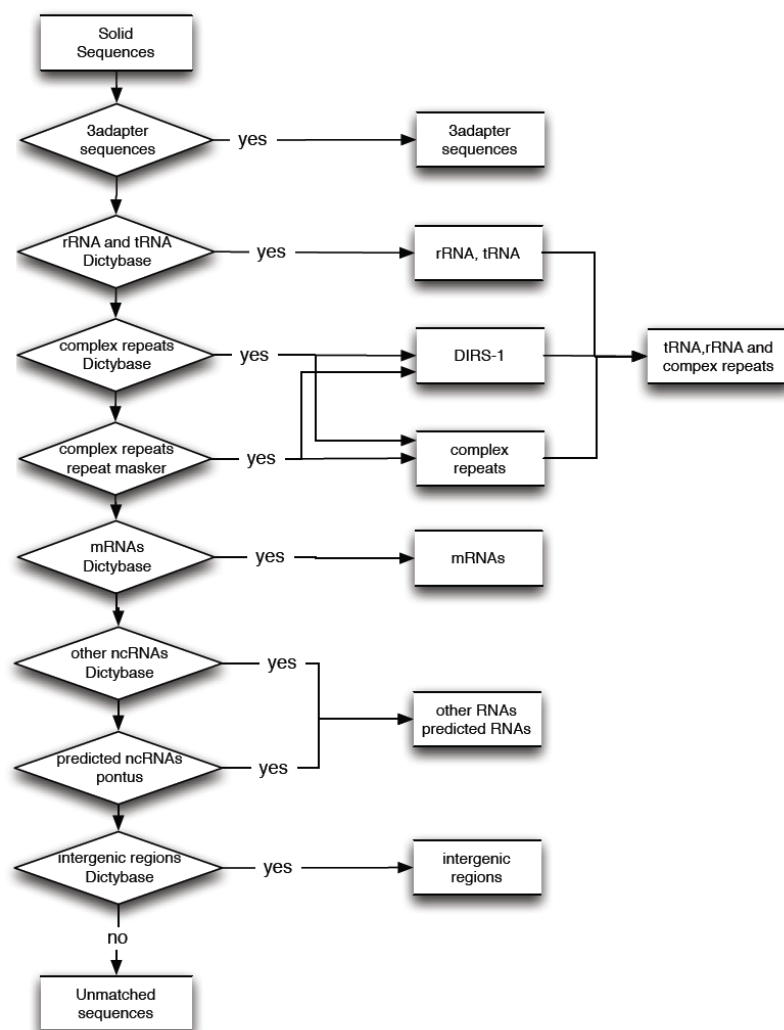 Solid
Sequences
3adapter
sequences
yes
3adapter
sequences
rRNA and tRNA
Dictybase
yes
rRNA, tRNA
complex repeats
Dictybase
yes
DIRS-1
tRNA,rRNA and
compex repeats
complex repeats
repeat masker
yes
complex
repeats
mRNAs
Dictybase
yes
mRNAs
other ncRNAs
Dictybase
yes
other RNAs
predicted RNAs
predicted ncRNAs
pontus
yes
intergenic regions
Dictybase
yes
intergenic
regions
no
Unmatched
sequences